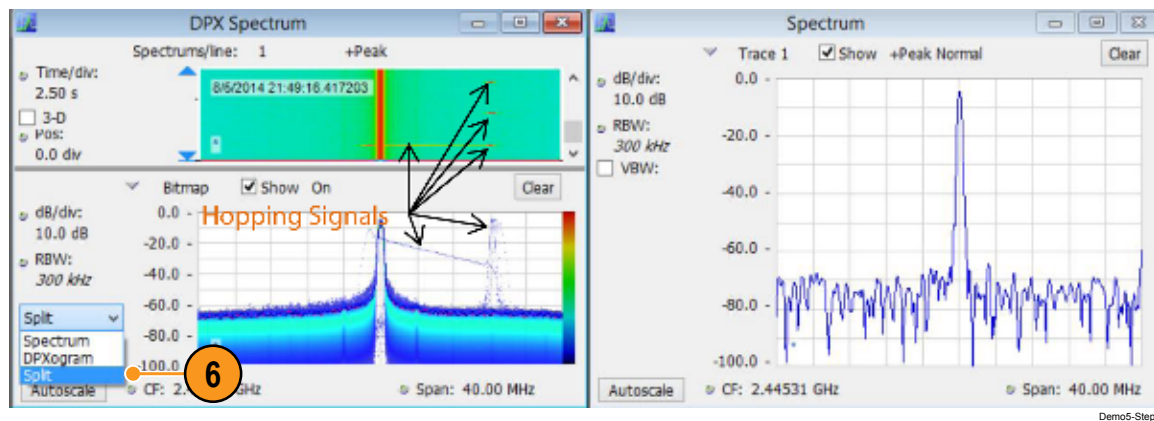 DPX Spectrum
Spectrums/line: 1 +Peak
Time/div:
2.50 s
3-D
Pos:
0.0 div
8/6/2014 21:49:16.417203
Bitmap Show On Clear
dB/div:
10.0 dB
RBW:
300 kHz
Split
Spectrum
DPXogram
Split
Autoscale
0.0
-20.0
-40.0
-60.0
-80.0
-100.0
Hopping Signals
6
CF: GHz
Span: 40.00 MHz
Spectrum
Trace 1 Show +Peak Normal Clear
dB/div:
10.0 dB
RBW:
300 kHz
VBW:
0.0
-20.0
-40.0
-60.0
-80.0
-100.0
Autoscale CF: 2.44531 GHz Span: 40.00 MHz
Demo5-Step